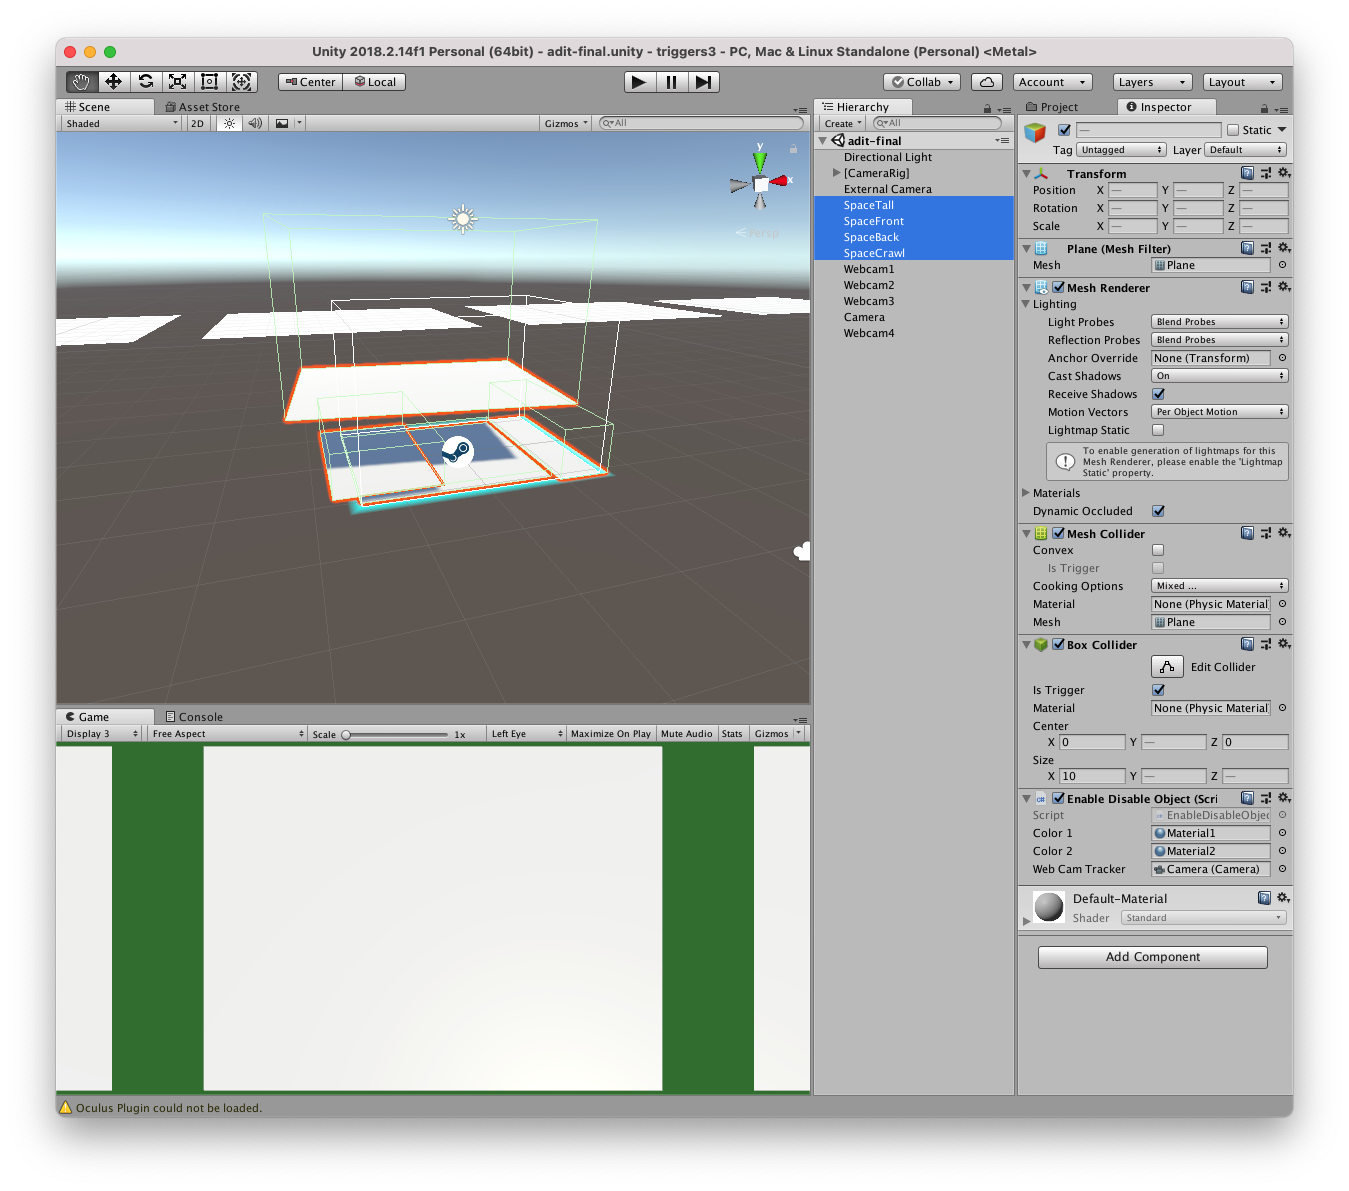 Unity 2018.2.14f1 Personal (64bit) - adit-final.unity - triggers3 - PC, Mac & Linux Standalone (Personal) <Metal>
Center Local Collab Account Layers Layout
Scene Asset Store
Shaded 2D Gizmos All
y
x
Persp
Hierarchy
Create All
adit-final
Directional Light
[CameraRig]
External Camera
SpaceTall
SpaceFront
SpaceBack
SpaceCrawl
Webcam1
Webcam2
Webcam3
Camera
Webcam4
Project Inspector
— Static
Tag Untagged Layer Default
Transform
Position X — Y — Z —
Rotation X — Y — Z —
Scale X — Y — Z —
Plane (Mesh Filter)
Mesh Plane
Mesh Renderer
Lighting
Light Probes Blend Probes
Reflection Probes Blend Probes
Anchor Override None (Transform)
Cast Shadows On
Receive Shadows
Motion Vectors Per Object Motion
Lightmap Static
To enable generation of lightmaps for this
Mesh Renderer, please enable the 'Lightmap
Static' property.
Materials
Dynamic Occluded
Mesh Collider
Convex
Is Trigger
Cooking Options Mixed ...
Material None (Physic Material)
Mesh Plane
Box Collider
Edit Collider
Is Trigger
Material None (Physic Material)
Center
X 0 Y — Z 0
Size
X 10 Y — Z —
Enable Disable Object (Scri
Script EnableDisableObjec
Color 1 Material1
Color 2 Material2
Web Cam Tracker Camera (Camera)
Default-Material
Shader Standard
Add Component
Game Console
Display 3 Free Aspect Scale 1x Left Eye Maximize On Play Mute Audio Stats Gizmos
Oculus Plugin could not be loaded.